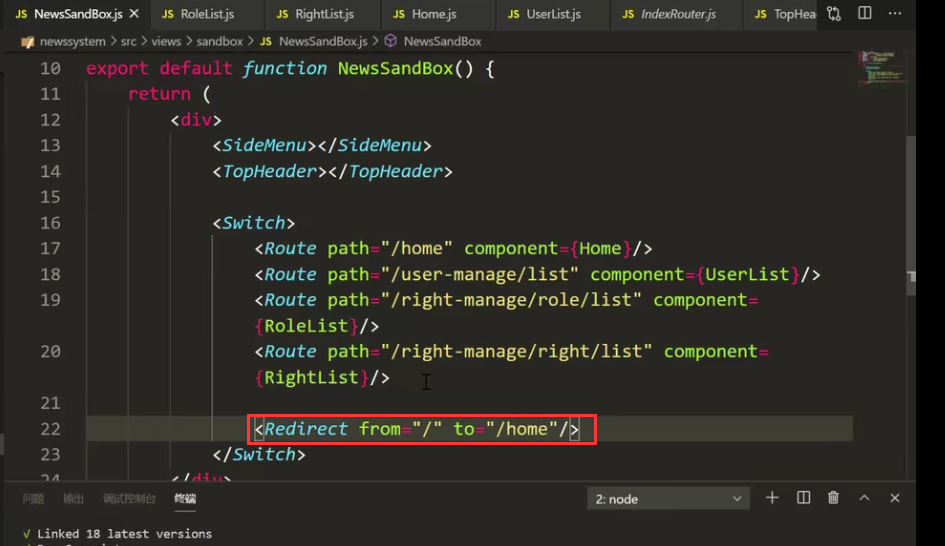 JS NewsSandBox.js × JS RoleList.js JS RightList.js JS Home.js JS UserList.js JS IndexRouter.js JS TopHea
newssystem > src > views > sandbox > JS NewsSandBox.js > NewsSandBox
10 export default function NewsSandBox() {
11 return (
12 <div>
13 <SideMenu></SideMenu>
14 <TopHeader></TopHeader>
15
16 <Switch>
17 <Route path="/home" component={Home}/>
18 <Route path="/user-manage/list" component={UserList}/>
19 <Route path="/right-manage/role/list" component=
{RoleList}/>
20 <Route path="/right-manage/right/list" component=
{RightList}/>
21
22 <Redirect from="/" to="/home"/>
23 </Switch>
24 </div>
问题 输出 调试控制台 终端 2: node
√ Linked 18 latest versions